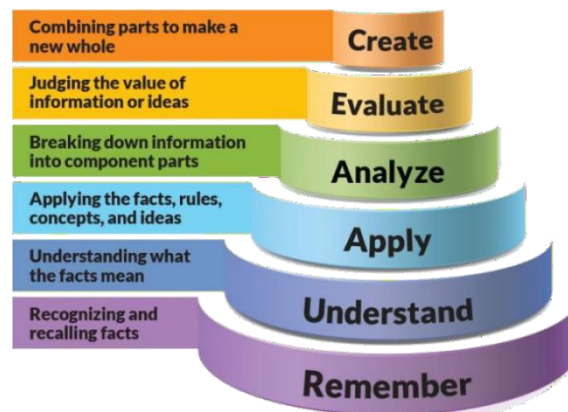 Combining parts to make a
new whole
Create
Judging the value of
information or ideas
Evaluate
Breaking down information
into component parts
Analyze
Applying the facts, rules,
concepts, and ideas
Apply
Understanding what
the facts mean
Understand
Recognizing and
recalling facts
Remember